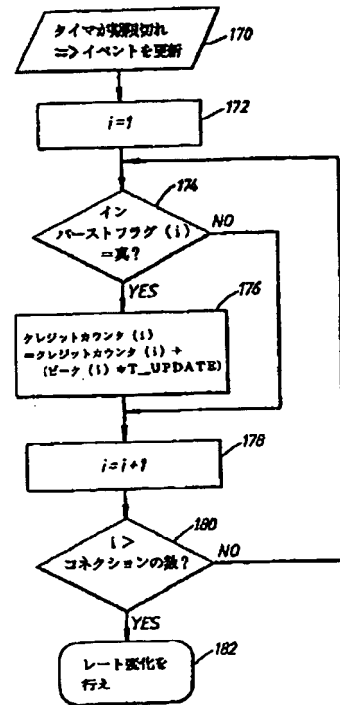 タイマが期限切れ
=>イベントを更新
170
i=1
172
イン
バーストフラグ (i)
=真?
174
NO
YES
176
クレジットカウンタ (i)
=クレジットカウンタ (i) +
(ピーク (i) *T_UPDATE)
i=i+1
178
i >
コネクションの数?
180
NO
YES
レート変化を
行え
182